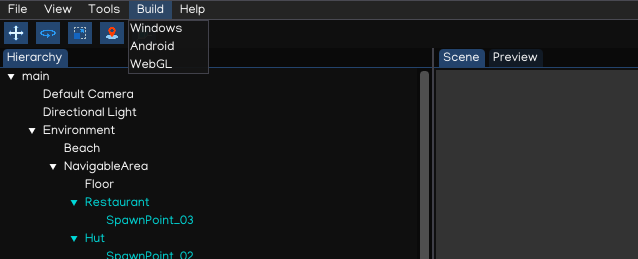 File View Tools Build Help
Windows
Android
WebGL
Hierarchy
Scene Preview
main
Default Camera
Directional Light
Environment
Beach
NavigableArea
Floor
Restaurant
SpawnPoint_03
Hut
SpawnPoint_02